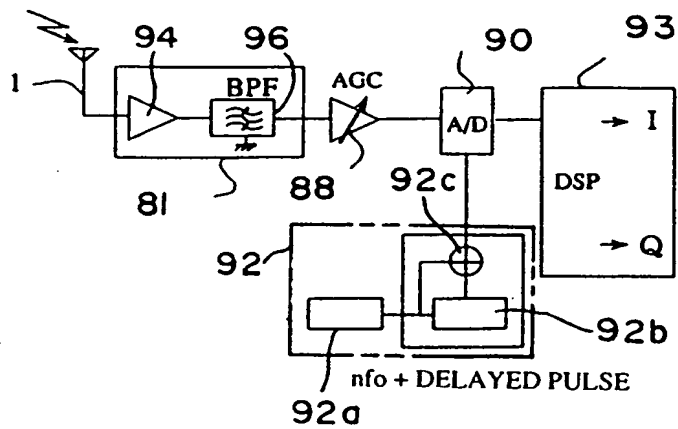 94
96
90
93
1
BPF
AGC
A/D
I
DSP
Q
81
88
92c
92
92b
nfo + DELAYED PULSE
92a